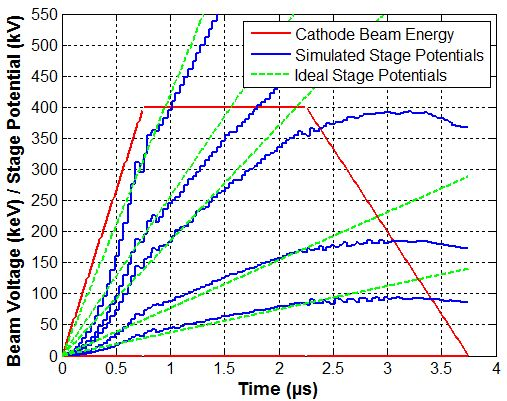 550
500
450
400
350
300
250
200
150
100
50
0
Beam Voltage (keV) / Stage Potential (kV)
Cathode Beam Energy
Simulated Stage Potentials
Ideal Stage Potentials
0 0.5 1 1.5 2 2.5 3 3.5 4
Time (µs)